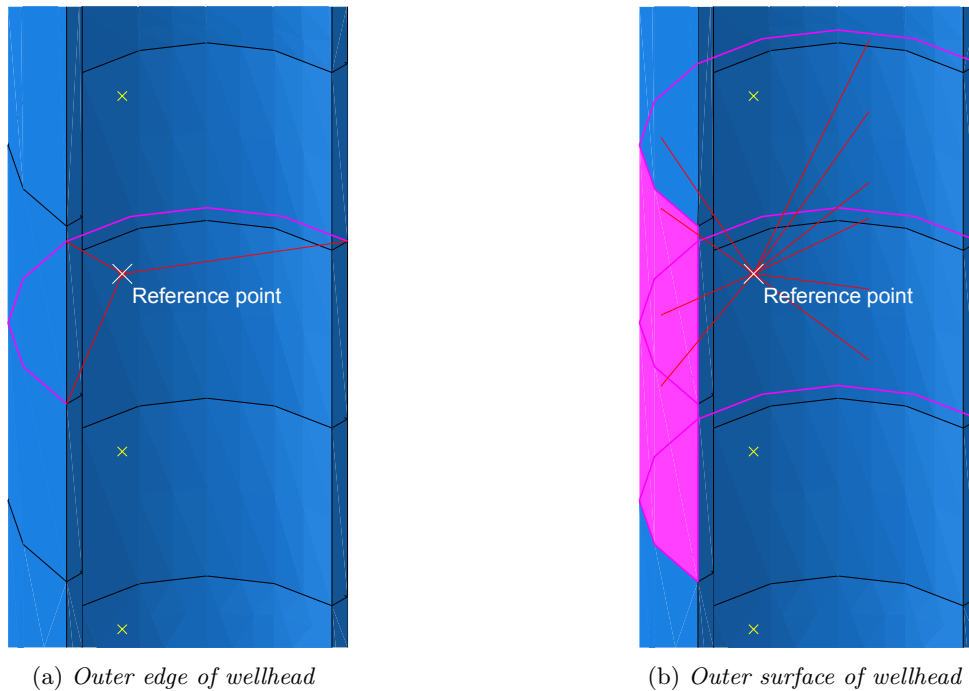 Reference point
Reference point
(a) Outer edge of wellhead
(b) Outer surface of wellhead